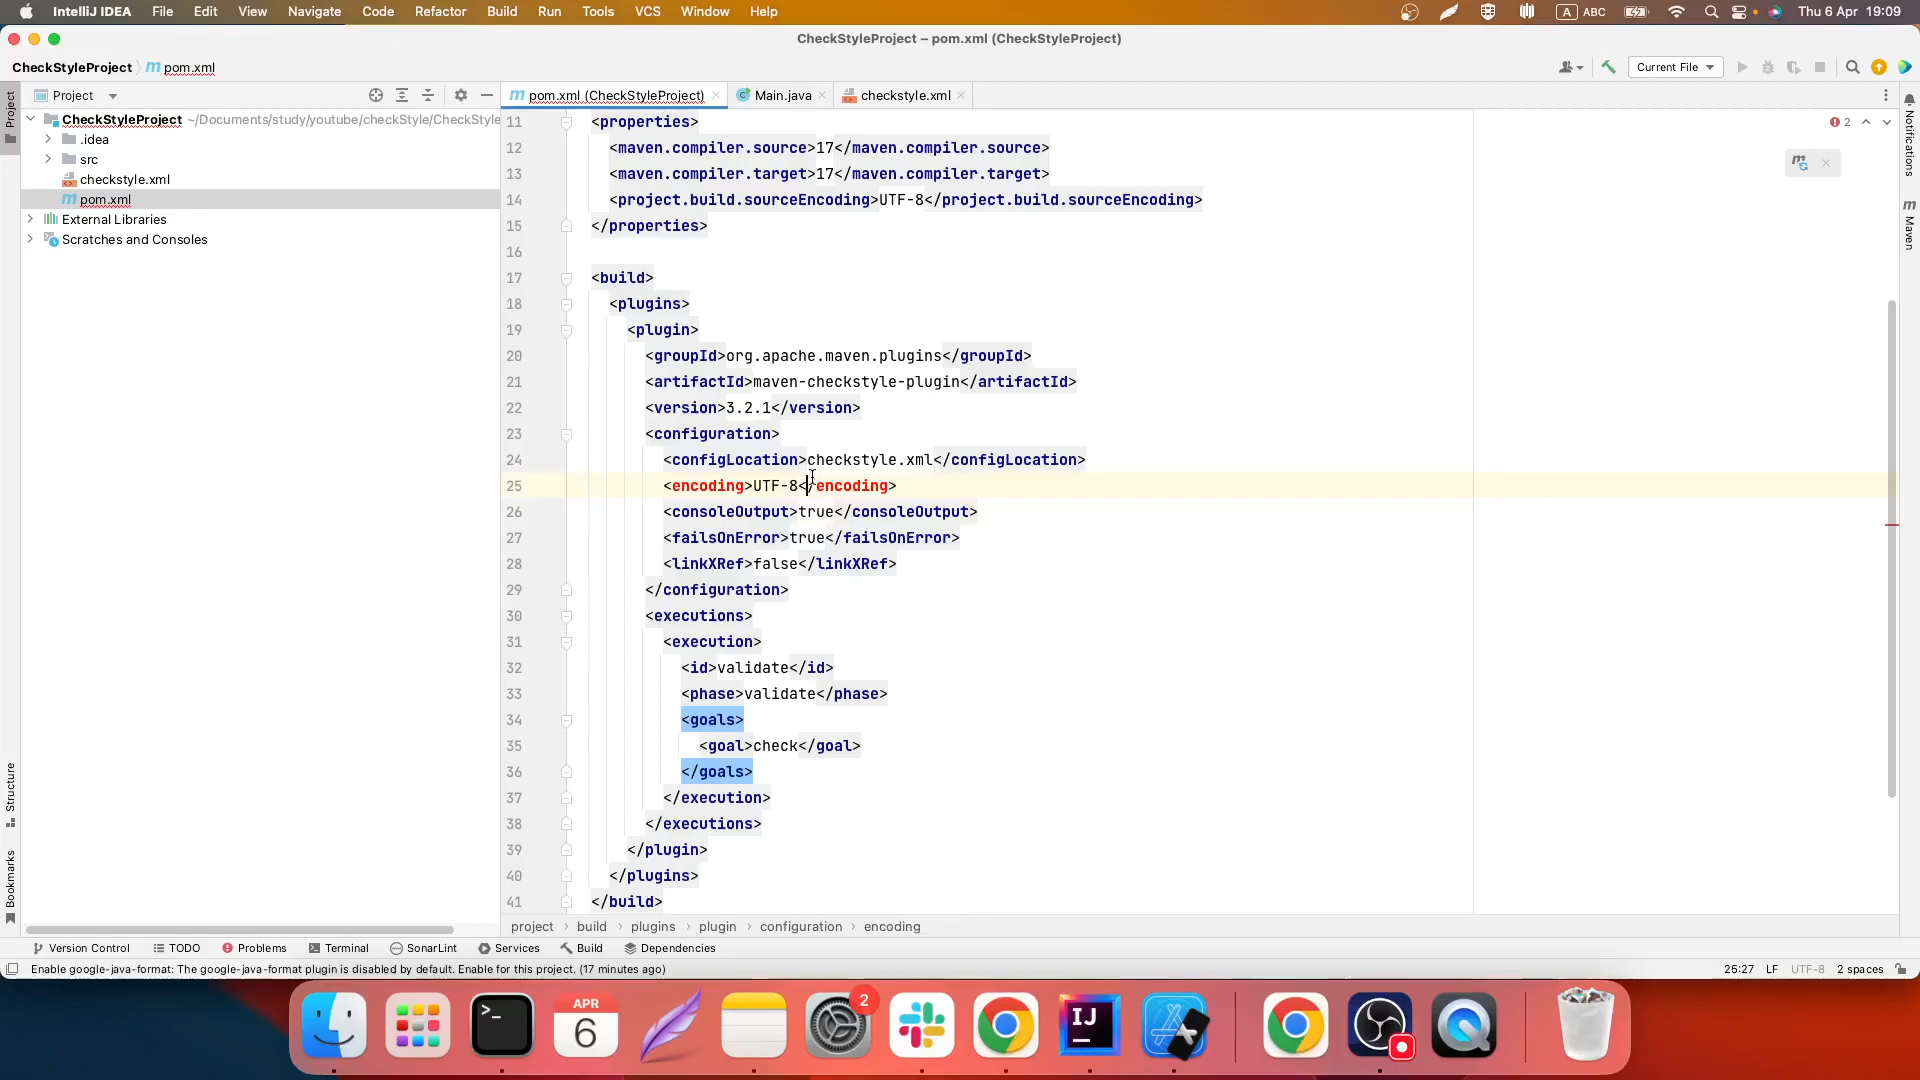 IntelliJ IDEA File Edit View Navigate Code Refactor Build Run Tools VCS Window Help A ABC Thu 6 Apr 19:09
CheckStyleProject – pom.xml (CheckStyleProject)
CheckStyleProject m pom.xml Current File
Project m pom.xml (CheckStyleProject) C Main.java checkstyle.xml
Project
CheckStyleProject ~/Documents/study/youtube/checkStyle/CheckStyle
.idea
src
checkstyle.xml
m pom.xml
External Libraries
Scratches and Consoles
11 <properties>
12 <maven.compiler.source>17</maven.compiler.source>
13 <maven.compiler.target>17</maven.compiler.target>
14 <project.build.sourceEncoding>UTF-8</project.build.sourceEncoding>
15 </properties>
16
17 <build>
18 <plugins>
19 <plugin>
20 <groupId>org.apache.maven.plugins</groupId>
21 <artifactId>maven-checkstyle-plugin</artifactId>
22 <version>3.2.1</version>
23 <configuration>
24 <configLocation>checkstyle.xml</configLocation>
25 <encoding>UTF-8</encoding>
26 <consoleOutput>true</consoleOutput>
27 <failsOnError>true</failsOnError>
28 <linkXRef>false</linkXRef>
29 </configuration>
30 <executions>
31 <execution>
32 <id>validate</id>
33 <phase>validate</phase>
34 <goals>
35 <goal>check</goal>
36 </goals>
37 </execution>
38 </executions>
39 </plugin>
40 </plugins>
41 </build>
2
m
Notifications
m Maven
Structure
Bookmarks
project build plugins plugin configuration encoding
Version Control TODO Problems Terminal SonarLint Services Build Dependencies
Enable google-java-format: The google-java-format plugin is disabled by default. Enable for this project. (17 minutes ago) 25:27 LF UTF-8 2 spaces
APR
6
2
IJ